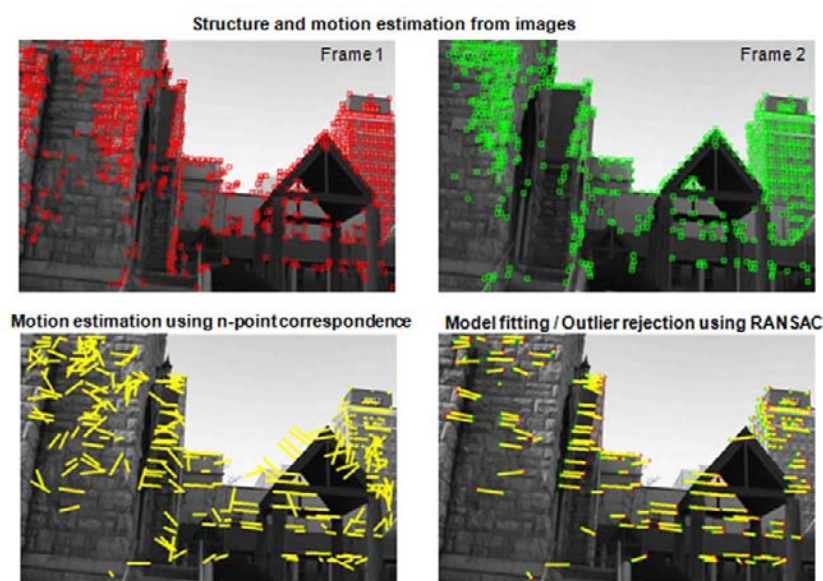 Structure and motion estimation from images
Frame 1
Frame 2
Motion estimation using n-point correspondence
Model fitting / Outlier rejection using RANSAC